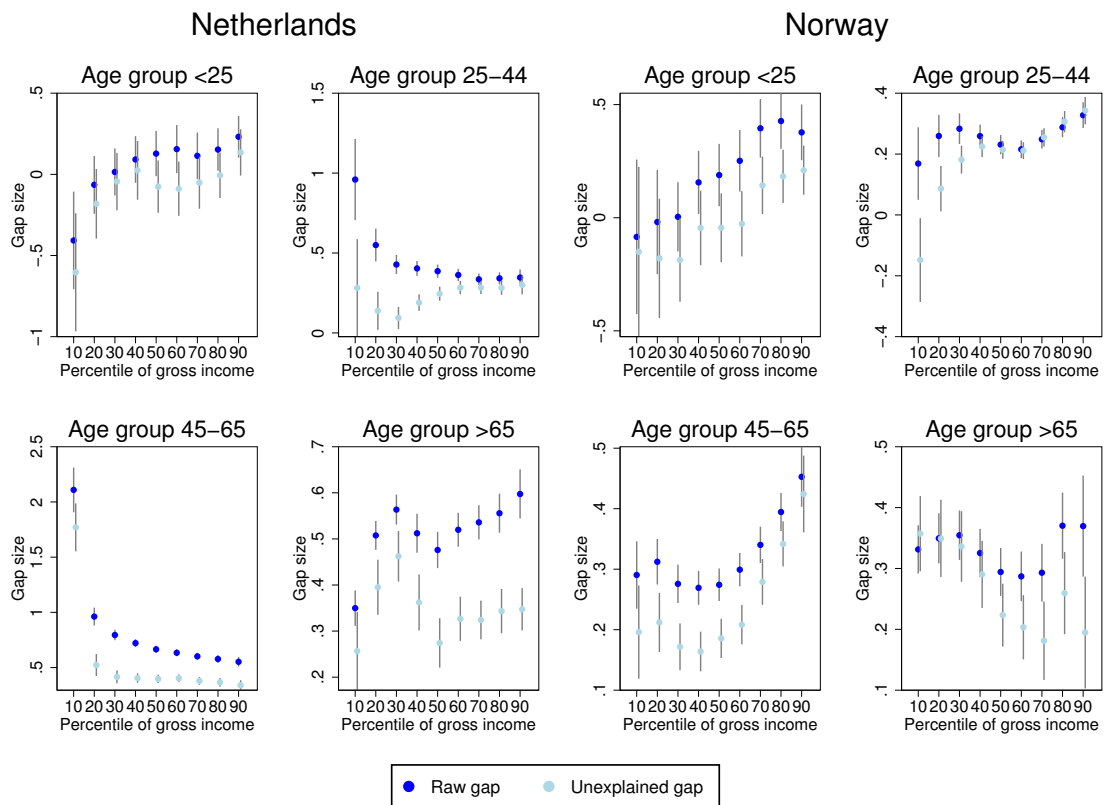 Netherlands
Norway
Age group <25
Gap size
.5
0
−.5
−1
10 20 30 40 50 60 70 80 90
Percentile of gross income
Age group 25−44
Gap size
1.5
1
.5
0
10 20 30 40 50 60 70 80 90
Percentile of gross income
Age group <25
Gap size
.5
0
−.5
10 20 30 40 50 60 70 80 90
Percentile of gross income
Age group 25−44
Gap size
.4
.2
0
−.2
−.4
10 20 30 40 50 60 70 80 90
Percentile of gross income
Age group 45−65
Gap size
2.5
2
1.5
1
.5
10 20 30 40 50 60 70 80 90
Percentile of gross income
Age group >65
Gap size
.7
.6
.5
.4
.3
.2
10 20 30 40 50 60 70 80 90
Percentile of gross income
Age group 45−65
Gap size
.5
.4
.3
.2
.1
10 20 30 40 50 60 70 80 90
Percentile of gross income
Age group >65
Gap size
.5
.4
.3
.2
.1
10 20 30 40 50 60 70 80 90
Percentile of gross income
Raw gap
Unexplained gap